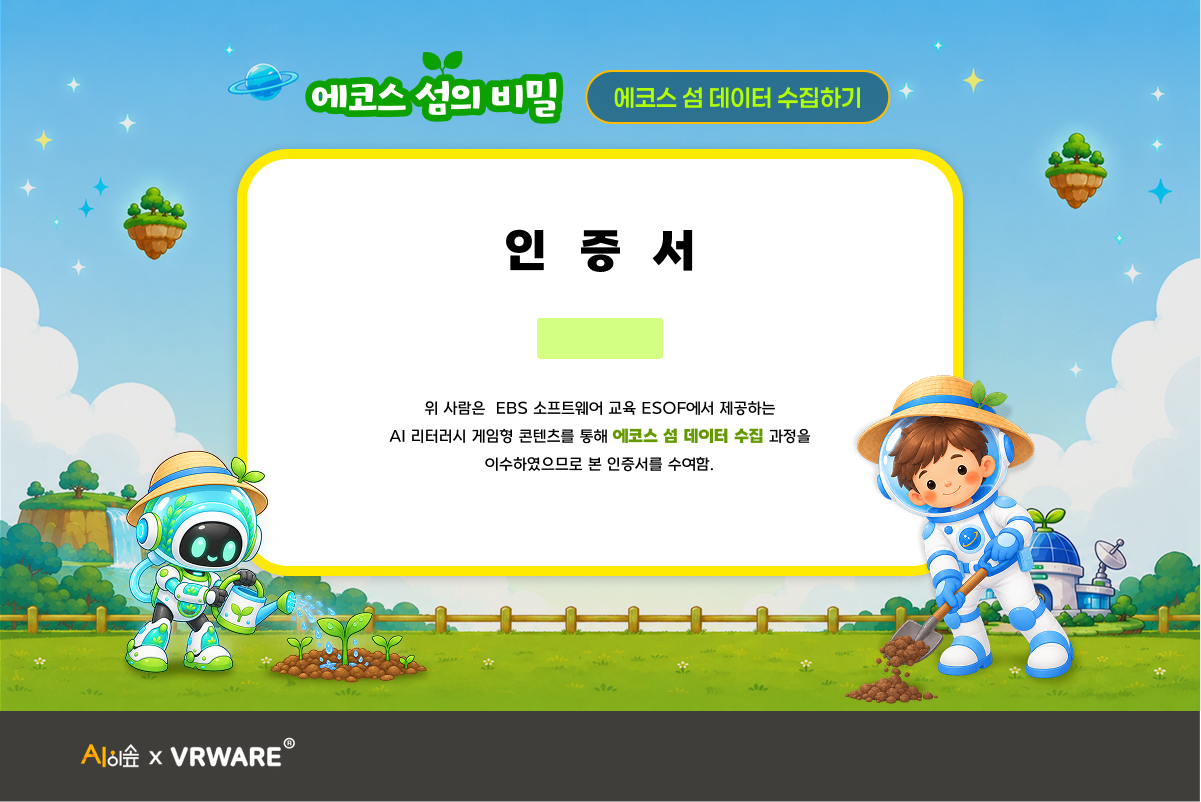 에코스 섬의 비밀
에코스 섬 데이터 수집하기
인 증 서
위 사람은 EBS 소프트웨어 교육 ESOF에서 제공하는
AI 리터러시 게임형 콘텐츠를 통해 에코스 섬 데이터 수집 과정을
이수하였으므로 본 인증서를 수여함.
AI이숲 x VRWARE®